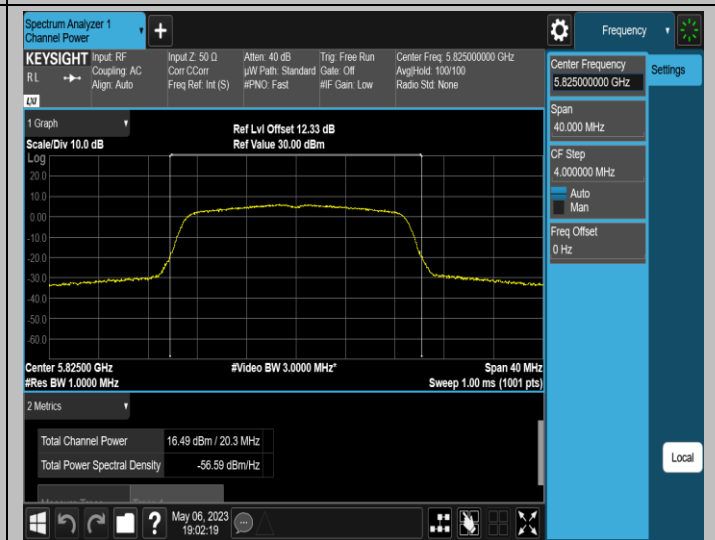 Spectrum Analyzer 1
Channel Power
+
Frequency
KEYSIGHT
R L
LXI
Input: RF
Coupling: AC
Align: Auto
Input Z: 50 Ω
Corr CCorr
Freq Ref: Int (S)
Atten: 40 dB
µW Path: Standard
#PNO: Fast
Trig: Free Run
Gate: Off
#IF Gain: Low
Center Freq: 5.825000000 GHz
Avg|Hold: 100/100
Radio Std: None
Center Frequency
5.825000000 GHz
Settings
Span
40.000 MHz
CF Step
4.000000 MHz
Auto
Man
Freq Offset
0 Hz
1 Graph
Scale/Div 10.0 dB
Ref Lvl Offset 12.33 dB
Ref Value 30.00 dBm
Log
20.0
10.0
0.00
-10.0
-20.0
-30.0
-40.0
-50.0
-60.0
Center 5.82500 GHz
#Res BW 1.0000 MHz
#Video BW 3.0000 MHz*
Span 40 MHz
Sweep 1.00 ms (1001 pts)
2 Metrics
Total Channel Power 16.49 dBm / 20.3 MHz
Total Power Spectral Density -56.59 dBm/Hz
Local
?
May 06, 2023
19:02:19